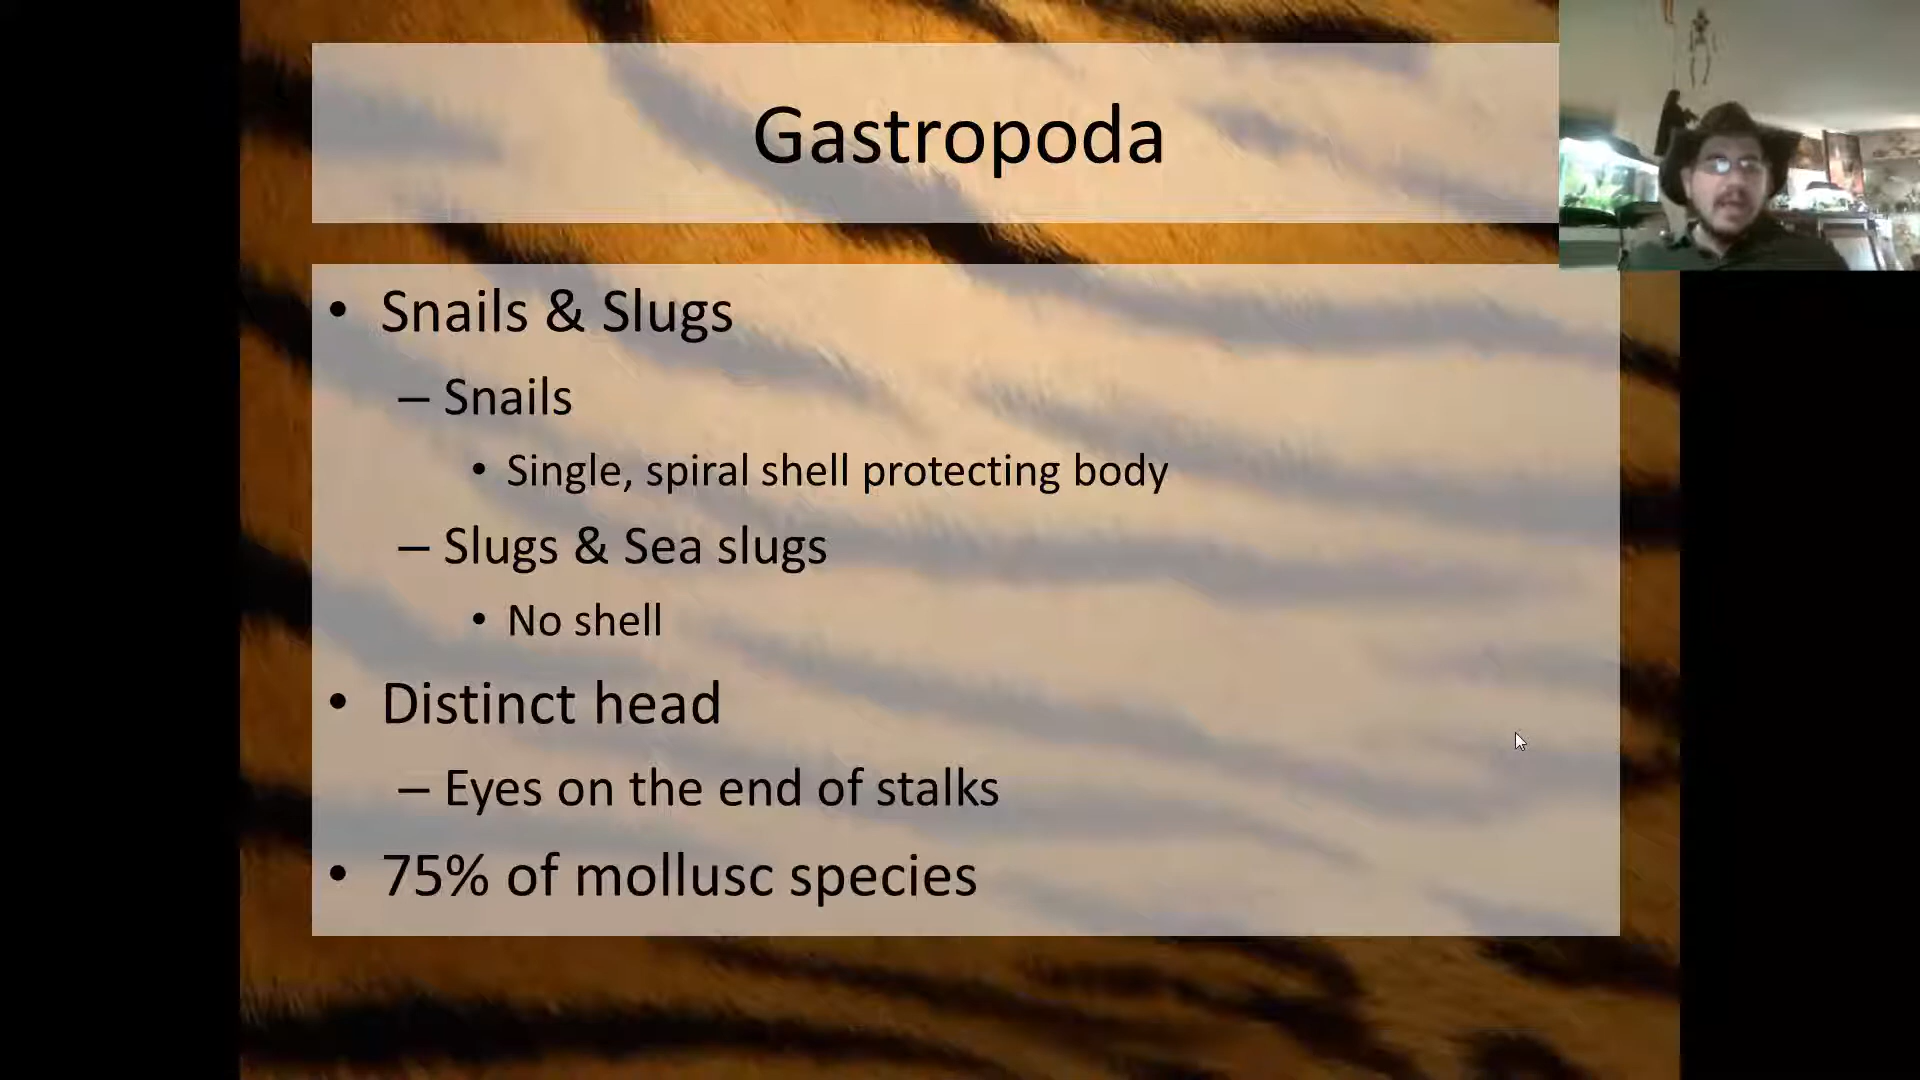 Gastropoda
• Snails & Slugs
– Snails
• Single, spiral shell protecting body
– Slugs & Sea slugs
• No shell
• Distinct head
– Eyes on the end of stalks
• 75% of mollusc species